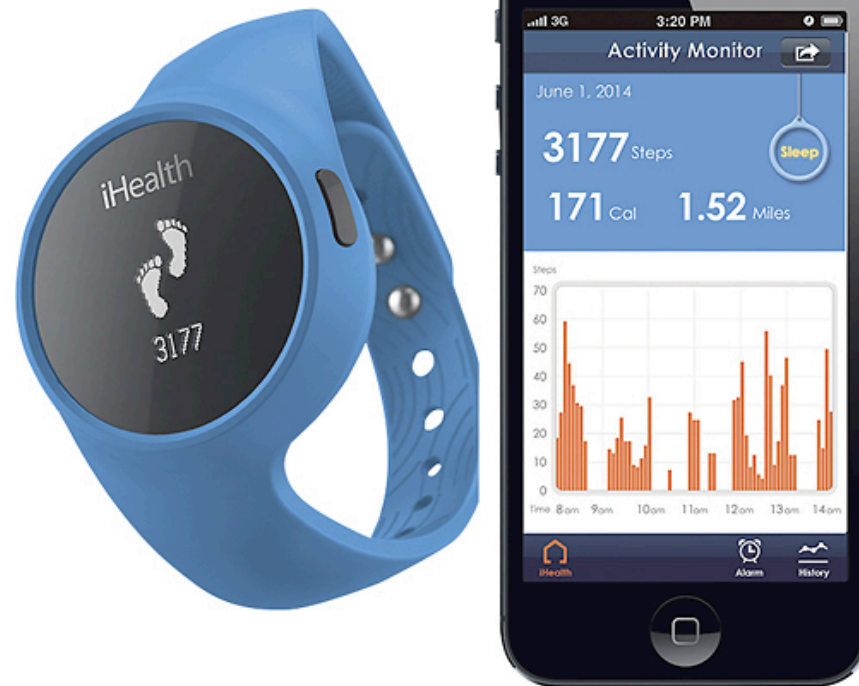 iHealth
3177
3G 3:20 PM
Activity Monitor
June 1, 2014
3177 Steps
Sleep
171 Cal 1.52 Miles
Steps
70
60
50
40
30
20
10
0
Time 8am 9am 10am 11am 12am 13am 14am
iHealth Alarm History